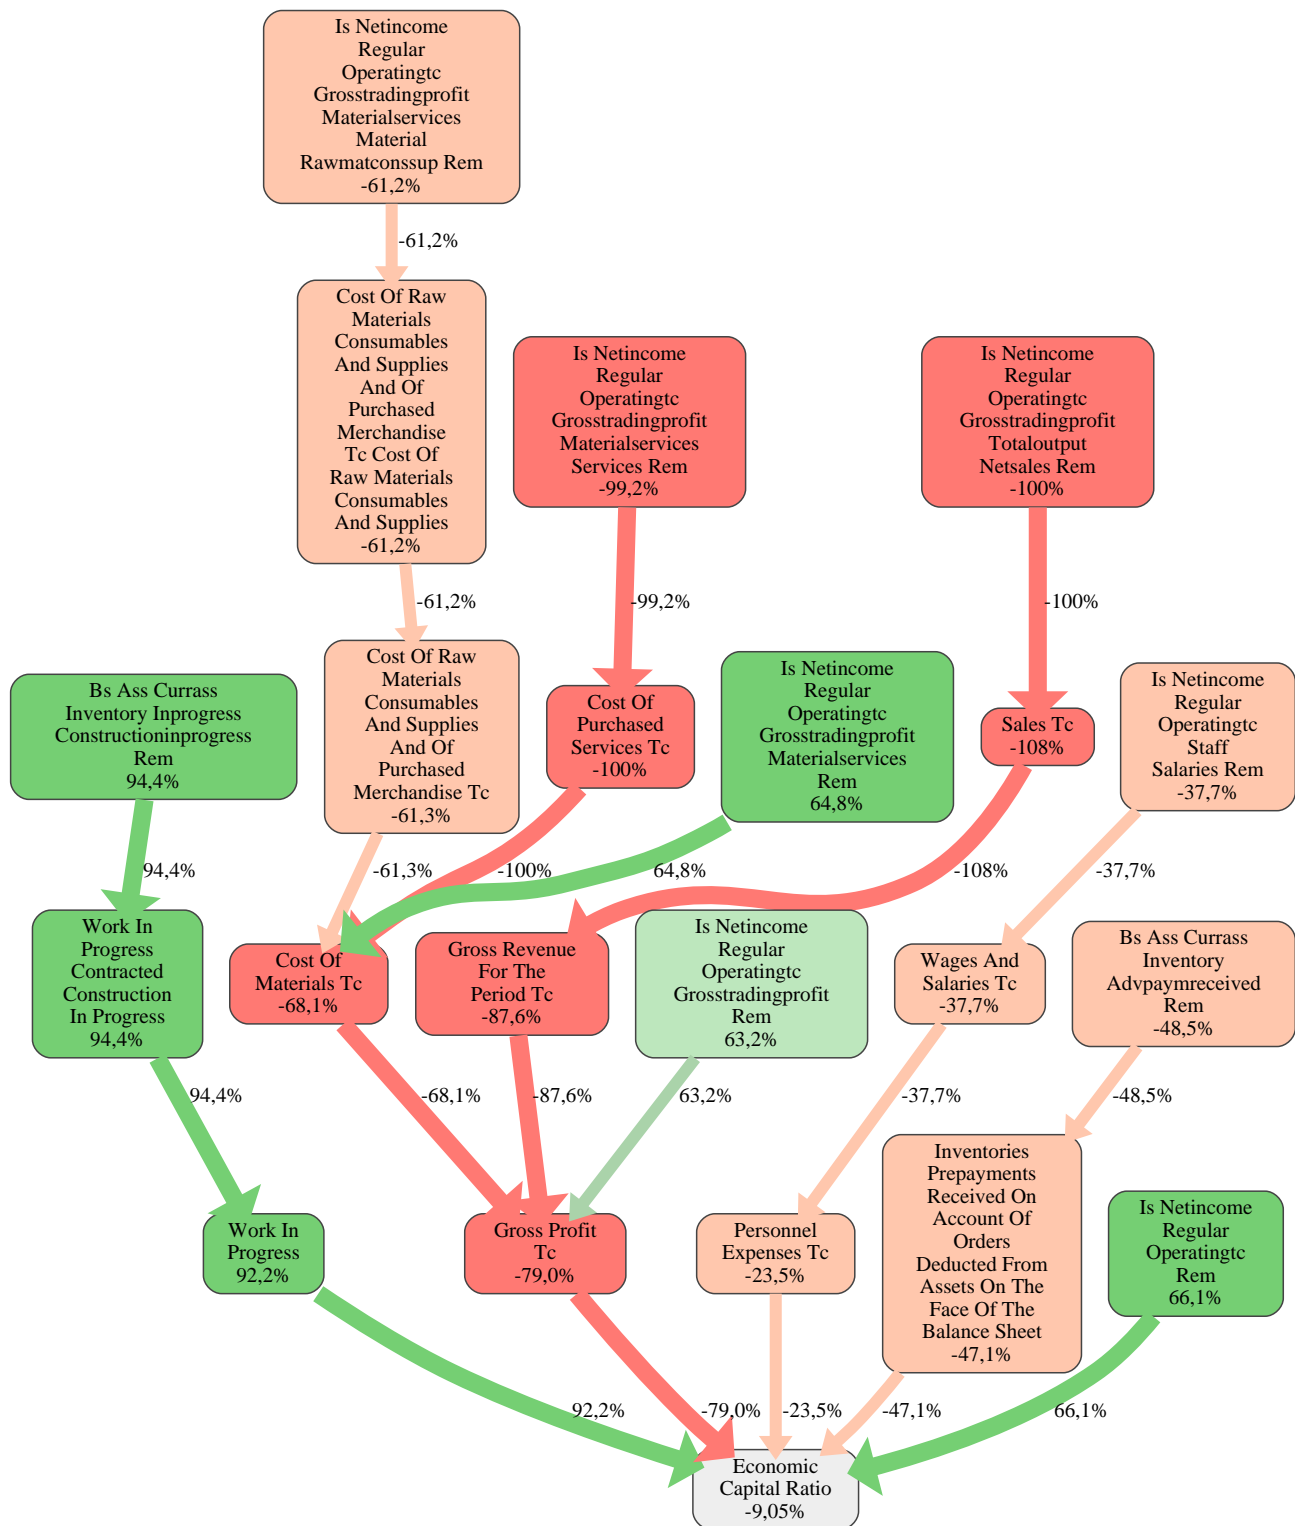 Is Netincome
Regular
Operatingtc
Grosstradingprofit
Materialservices
Material
Rawmatconssup Rem
-61,2%
-61,2%
Cost Of Raw
Materials
Consumables
And Supplies
And Of
Purchased
Merchandise
Tc Cost Of
Raw Materials
Consumables
And Supplies
-61,2%
Is Netincome
Regular
Operatingtc
Grosstradingprofit
Materialservices
Services Rem
-99,2%
Is Netincome
Regular
Operatingtc
Grosstradingprofit
Totaloutput
Netsales Rem
-100%
-61,2%
-99,2%
-100%
Bs Ass Currass
Inventory Inprogress
Constructioninprogress
Rem
94,4%
Cost Of Raw
Materials
Consumables
And Supplies
And Of
Purchased
Merchandise Tc
-61,3%
Cost Of
Purchased
Services Tc
-100%
Is Netincome
Regular
Operatingtc
Grosstradingprofit
Materialservices
Rem
64,8%
Sales Tc
-108%
Is Netincome
Regular
Operatingtc
Staff
Salaries Rem
-37,7%
94,4%
-61,3%
-100%
64,8%
-108%
-37,7%
Work In
Progress
Contracted
Construction
In Progress
94,4%
Cost Of
Materials Tc
-68,1%
Gross Revenue
For The
Period Tc
-87,6%
Is Netincome
Regular
Operatingtc
Grosstradingprofit
Rem
63,2%
Wages And
Salaries Tc
-37,7%
Bs Ass Currass
Inventory
Advpaymreceived
Rem
-48,5%
94,4%
-68,1%
-87,6%
63,2%
-37,7%
-48,5%
Work In
Progress
92,2%
Gross Profit
Tc
-79,0%
Personnel
Expenses Tc
-23,5%
Inventories
Prepayments
Received On
Account Of
Orders
Deducted From
Assets On The
Face Of The
Balance Sheet
-47,1%
Is Netincome
Regular
Operatingtc
Rem
66,1%
92,2%
-79,0%
-23,5%
-47,1%
66,1%
Economic
Capital Ratio
-9,05%